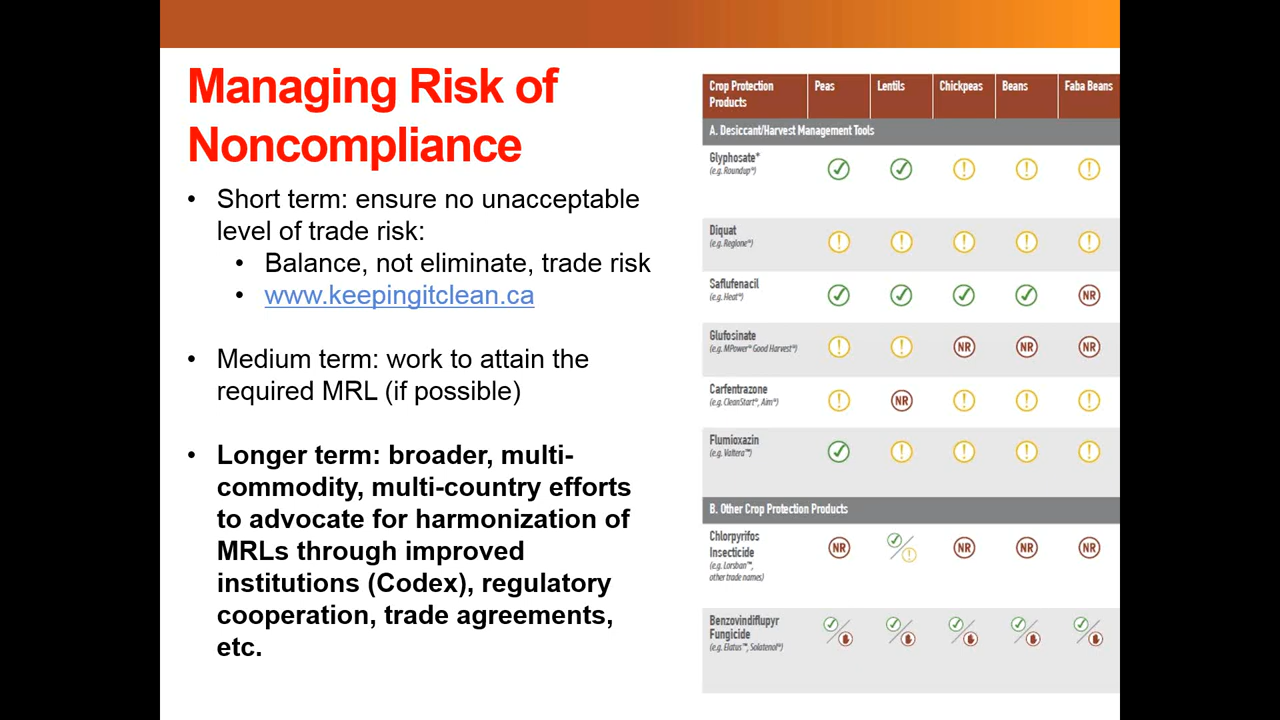 Managing Risk of
Noncompliance
• Short term: ensure no unacceptable
level of trade risk:
• Balance, not eliminate, trade risk
• www.keepingitclean.ca
• Medium term: work to attain the
required MRL (if possible)
• Longer term: broader, multi-
commodity, multi-country efforts
to advocate for harmonization of
MRLs through improved
institutions (Codex), regulatory
cooperation, trade agreements,
etc.
Crop Protection
Products
Peas
Lentils
Chickpeas
Beans
Faba Beans
A. Desiccant/Harvest Management Tools
Glyphosate*
(e.g. Roundup®)
✓ ✓ ! ! !
Diquat
(e.g. Reglone®)
! ! ! ! !
Saflufenacil
(e.g. Heat®)
✓ ✓ ✓ ✓ NR
Glufosinate
(e.g. MPower® Good Harvest®)
! ! NR NR NR
Carfentrazone
(e.g. CleanStart®, Aim®)
! NR ! ! !
Flumioxazin
(e.g. Valtera™)
✓ ! ! ! !
B. Other Crop Protection Products
Chlorpyrifos
Insecticide
(e.g. Lorsban™,
other trade names)
NR ✓/! NR NR NR
Benzovindiflupyr
Fungicide
(e.g. Elatus™, Solatenol®)